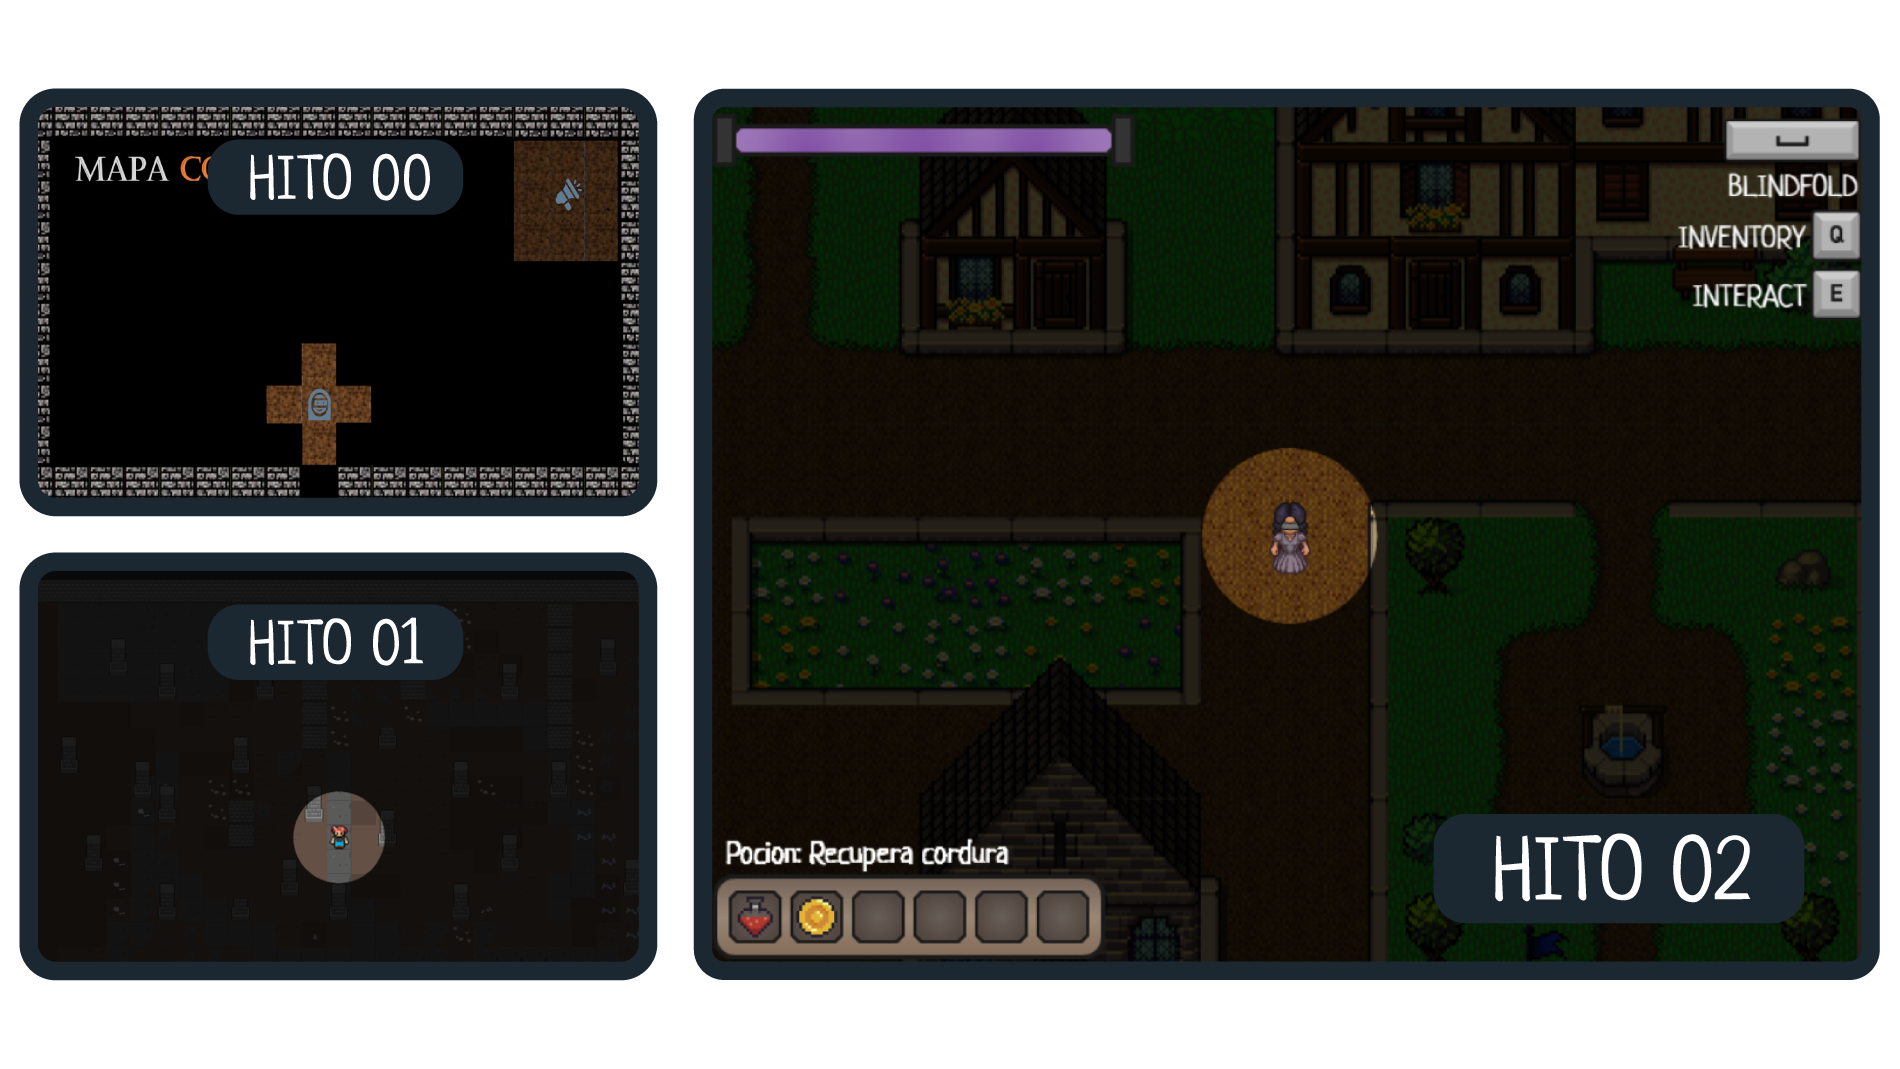 MAPA
HITO 00
HITO 01
BLINDFOLD
INVENTORY Q
INTERACT E
Pocion: Recupera cordura
HITO 02